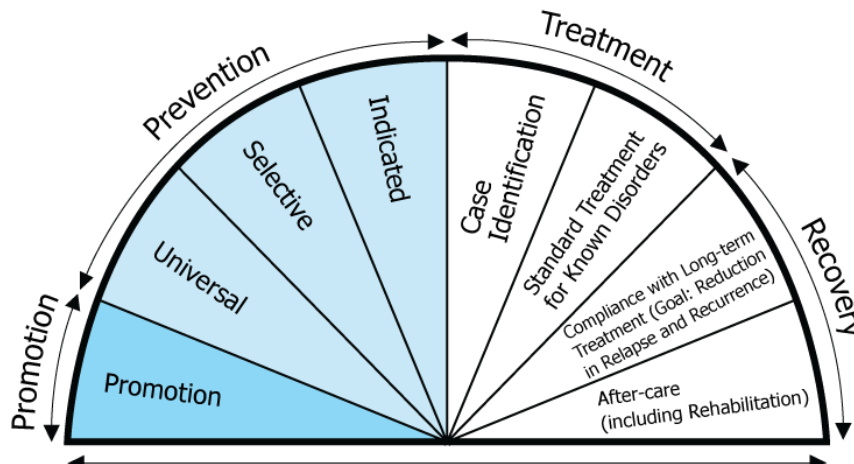 Promotion
Prevention
Treatment
Recovery
Promotion
Universal
Selective
Indicated
Case
Identification
Standard Treatment
for Known Disorders
Compliance with Long-term
Treatment (Goal: Reduction
in Relapse and Recurrence)
After-care
(including Rehabilitation)